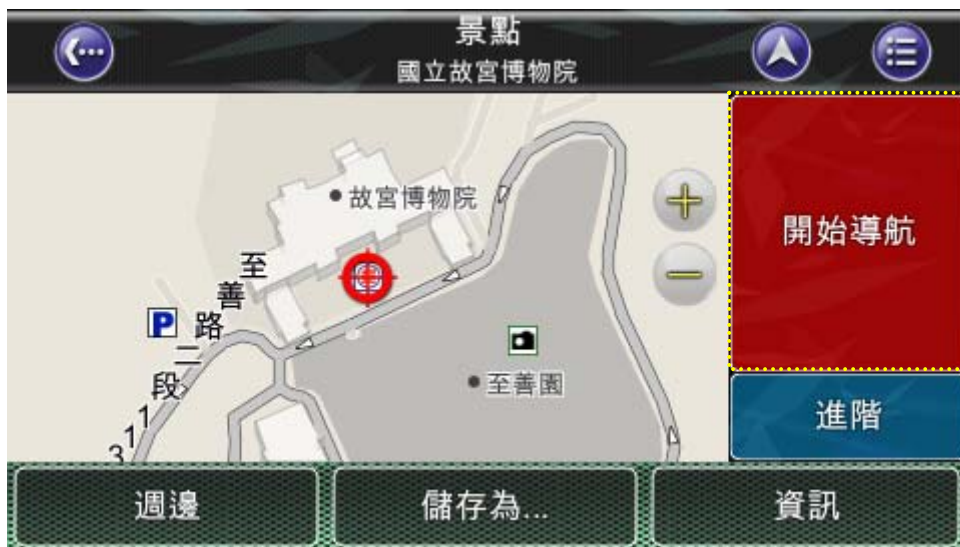 景點
國立故宮博物院
故宮博物院
至善路二段
311
P
至善園
開始導航
進階
週邊
儲存為...
資訊